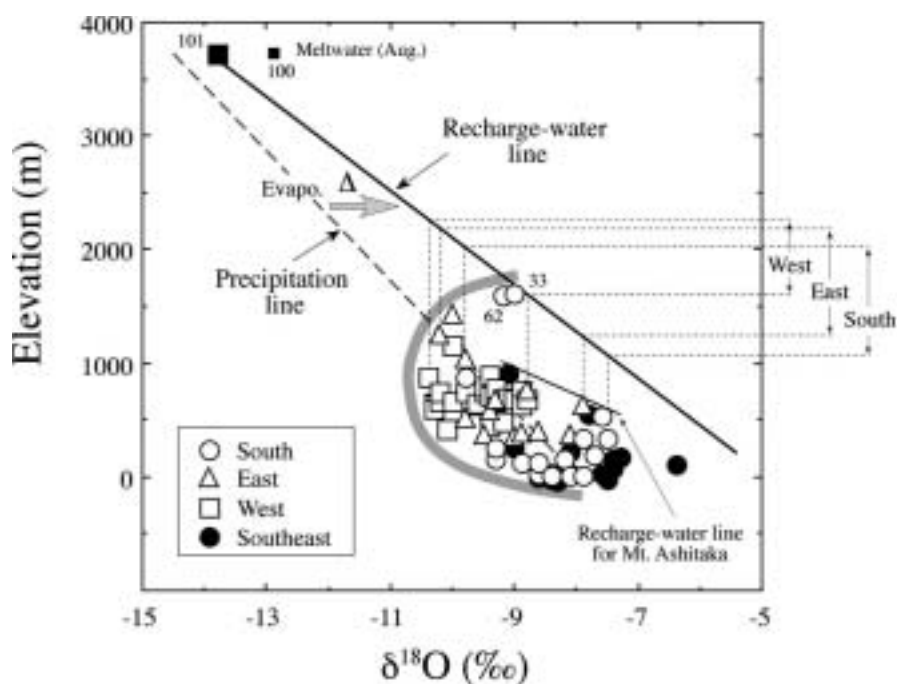 4000
3000
2000
1000
0
Elevation (m)
101
Meltwater (Aug.)
100
Recharge-water
line
Evapo.
Δ
Precipitation
line
33
62
West
East
South
South
East
West
Southeast
Recharge-water line
for Mt. Ashitaka
-15
-13
-11
-9
-7
-5
δ¹⁸O (‰)